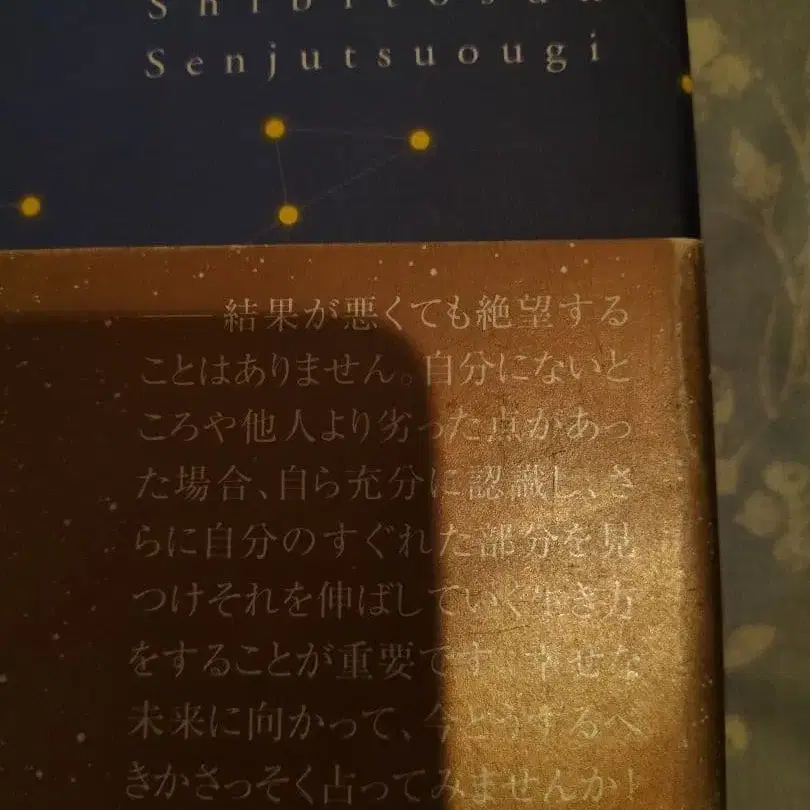 Senjutsuougi
――結果が悪くても絶望する
ことはありません。自分にないと
ころや他人より劣った点があっ
た場合、自ら充分に認識し、さ
らに自分のすぐれた部分を見
つけそれを伸ばしていく生き方
をすることが重要です。幸せな
未来に向かって、今どうするべ
きかさっそく占ってみませんか!